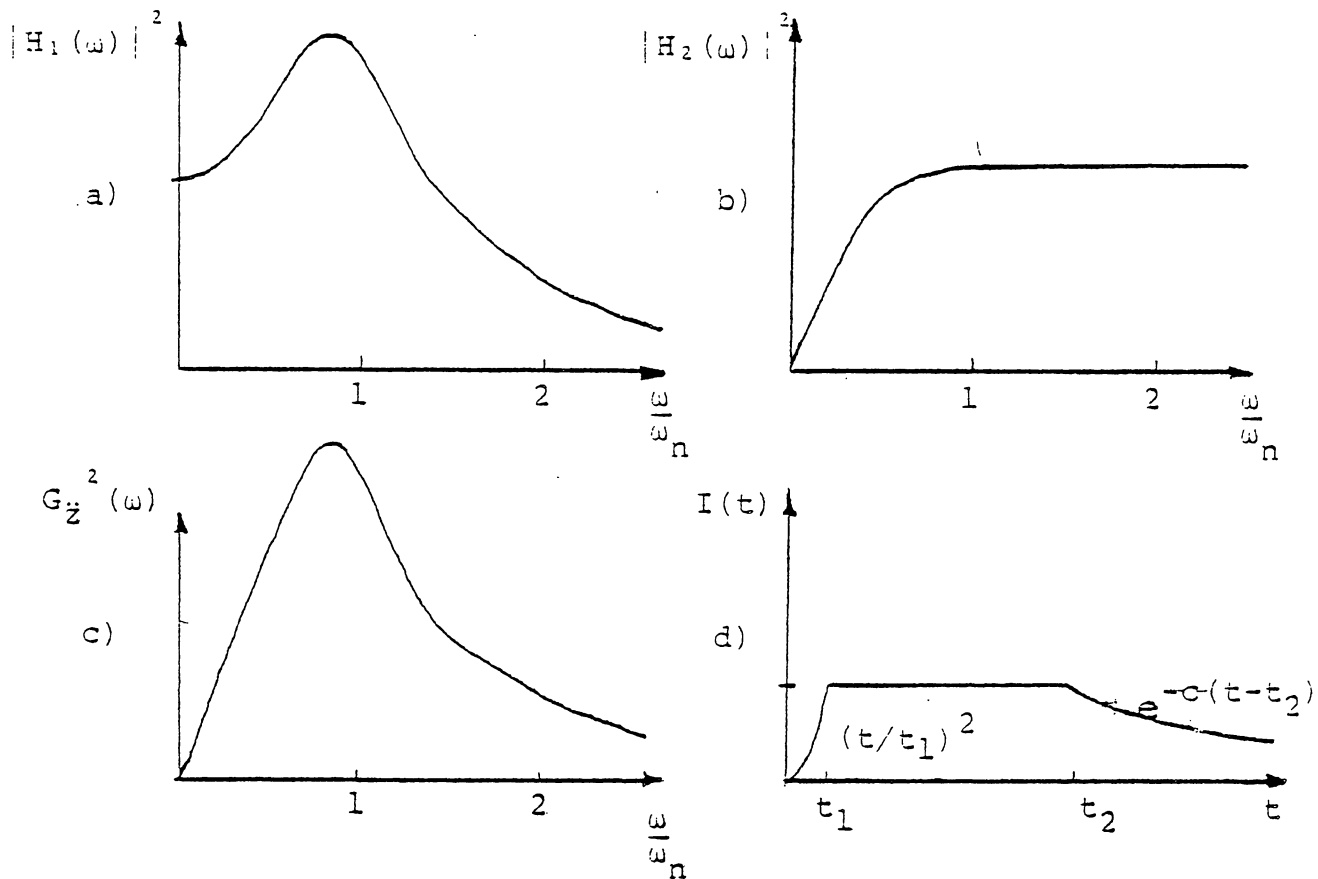 |H₁(ω)|²
a)
1
2
ω/ωₙ
|H₂(ω)|²
b)
1
2
ω/ωₙ
G_z̈²(ω)
c)
1
2
ω/ωₙ
I(t)
d)
(t/t₁)²
e^-c(t-t₂)
t₁
t₂
t